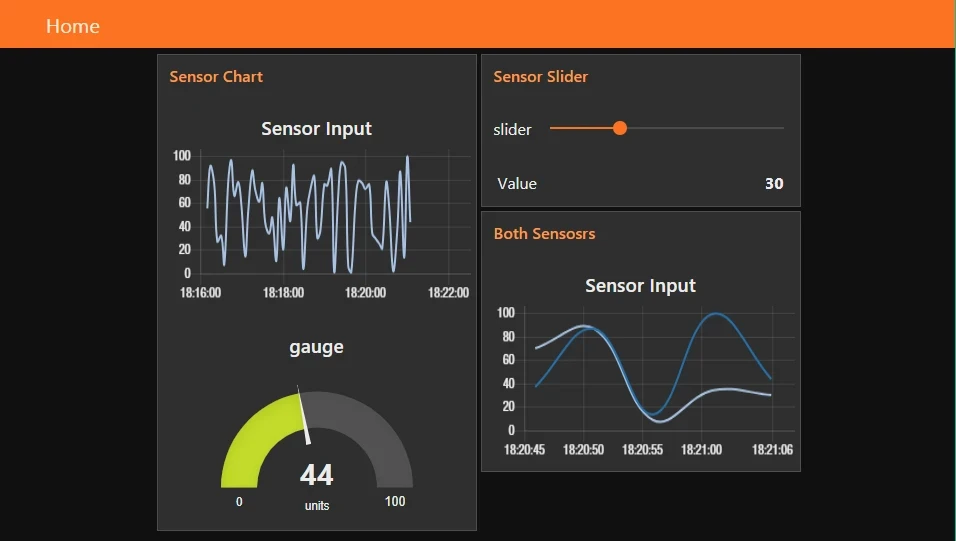 Home
Sensor Chart
Sensor Input
100
80
60
40
20
0
18:16:00 18:18:00 18:20:00 18:22:00
gauge
44
units
0 100
Sensor Slider
slider
Value 30
Both Sensosrs
Sensor Input
100
80
60
40
20
0
18:20:45 18:20:50 18:20:55 18:21:00 18:21:06